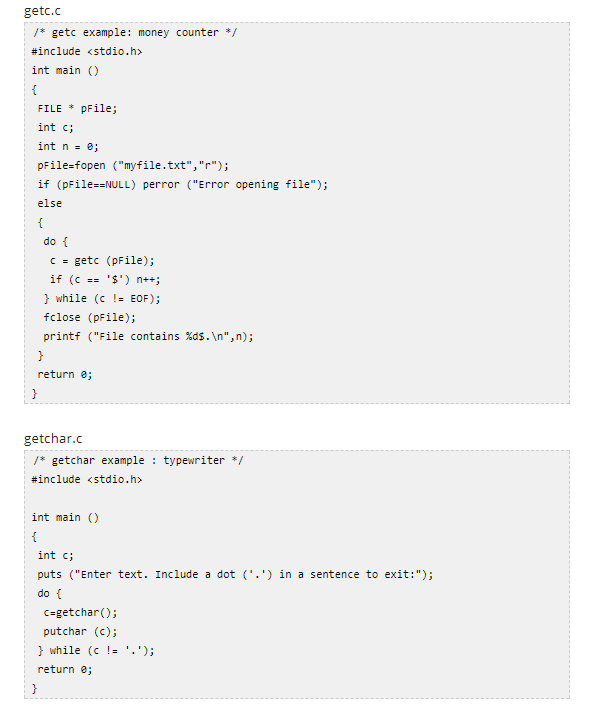 getc.c
/* getc example: money counter */
#include <stdio.h>
int main ()
{
FILE * pFile;
int c;
int n = 0;
pFile=fopen ("myfile.txt","r");
if (pFile==NULL) perror ("Error opening file");
else
{
do {
c = getc (pFile);
if (c == '$') n++;
} while (c != EOF);
fclose (pFile);
printf ("File contains %d$.\n",n);
}
return 0;
}
getchar.c
/* getchar example : typewriter */
#include <stdio.h>
int main ()
{
int c;
puts ("Enter text. Include a dot ('.') in a sentence to exit:");
do {
c=getchar();
putchar (c);
} while (c != '.');
return 0;
}